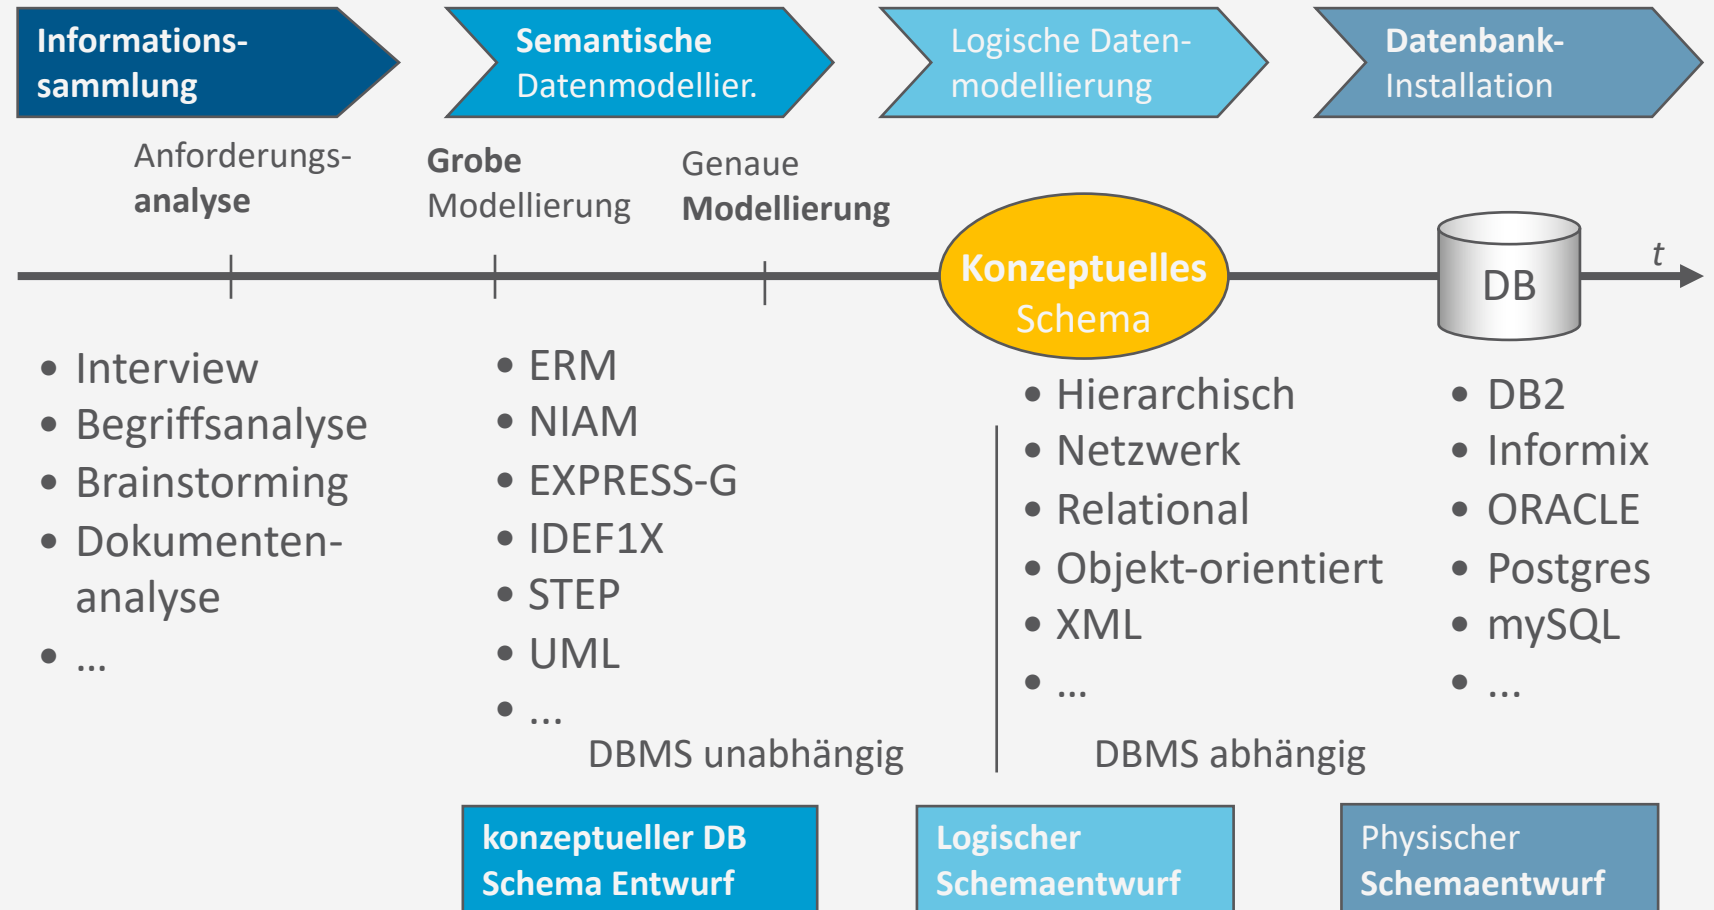 Informations-
sammlung
Semantische
Datenmodellier.
Logische Daten-
modellierung
Datenbank-
Installation
Anforderungs-
analyse
Grobe
Modellierung
Genaue
Modellierung
Konzeptuelles
Schema
DB
t
• Interview
• Begriffsanalyse
• Brainstorming
• Dokumenten-
analyse
• ...
• ERM
• NIAM
• EXPRESS-G
• IDEF1X
• STEP
• UML
• ...
DBMS unabhängig
• Hierarchisch
• Netzwerk
• Relational
• Objekt-orientiert
• XML
• ...
DBMS abhängig
• DB2
• Informix
• ORACLE
• Postgres
• mySQL
• ...
konzeptueller DB
Schema Entwurf
Logischer
Schemaentwurf
Physischer
Schemaentwurf